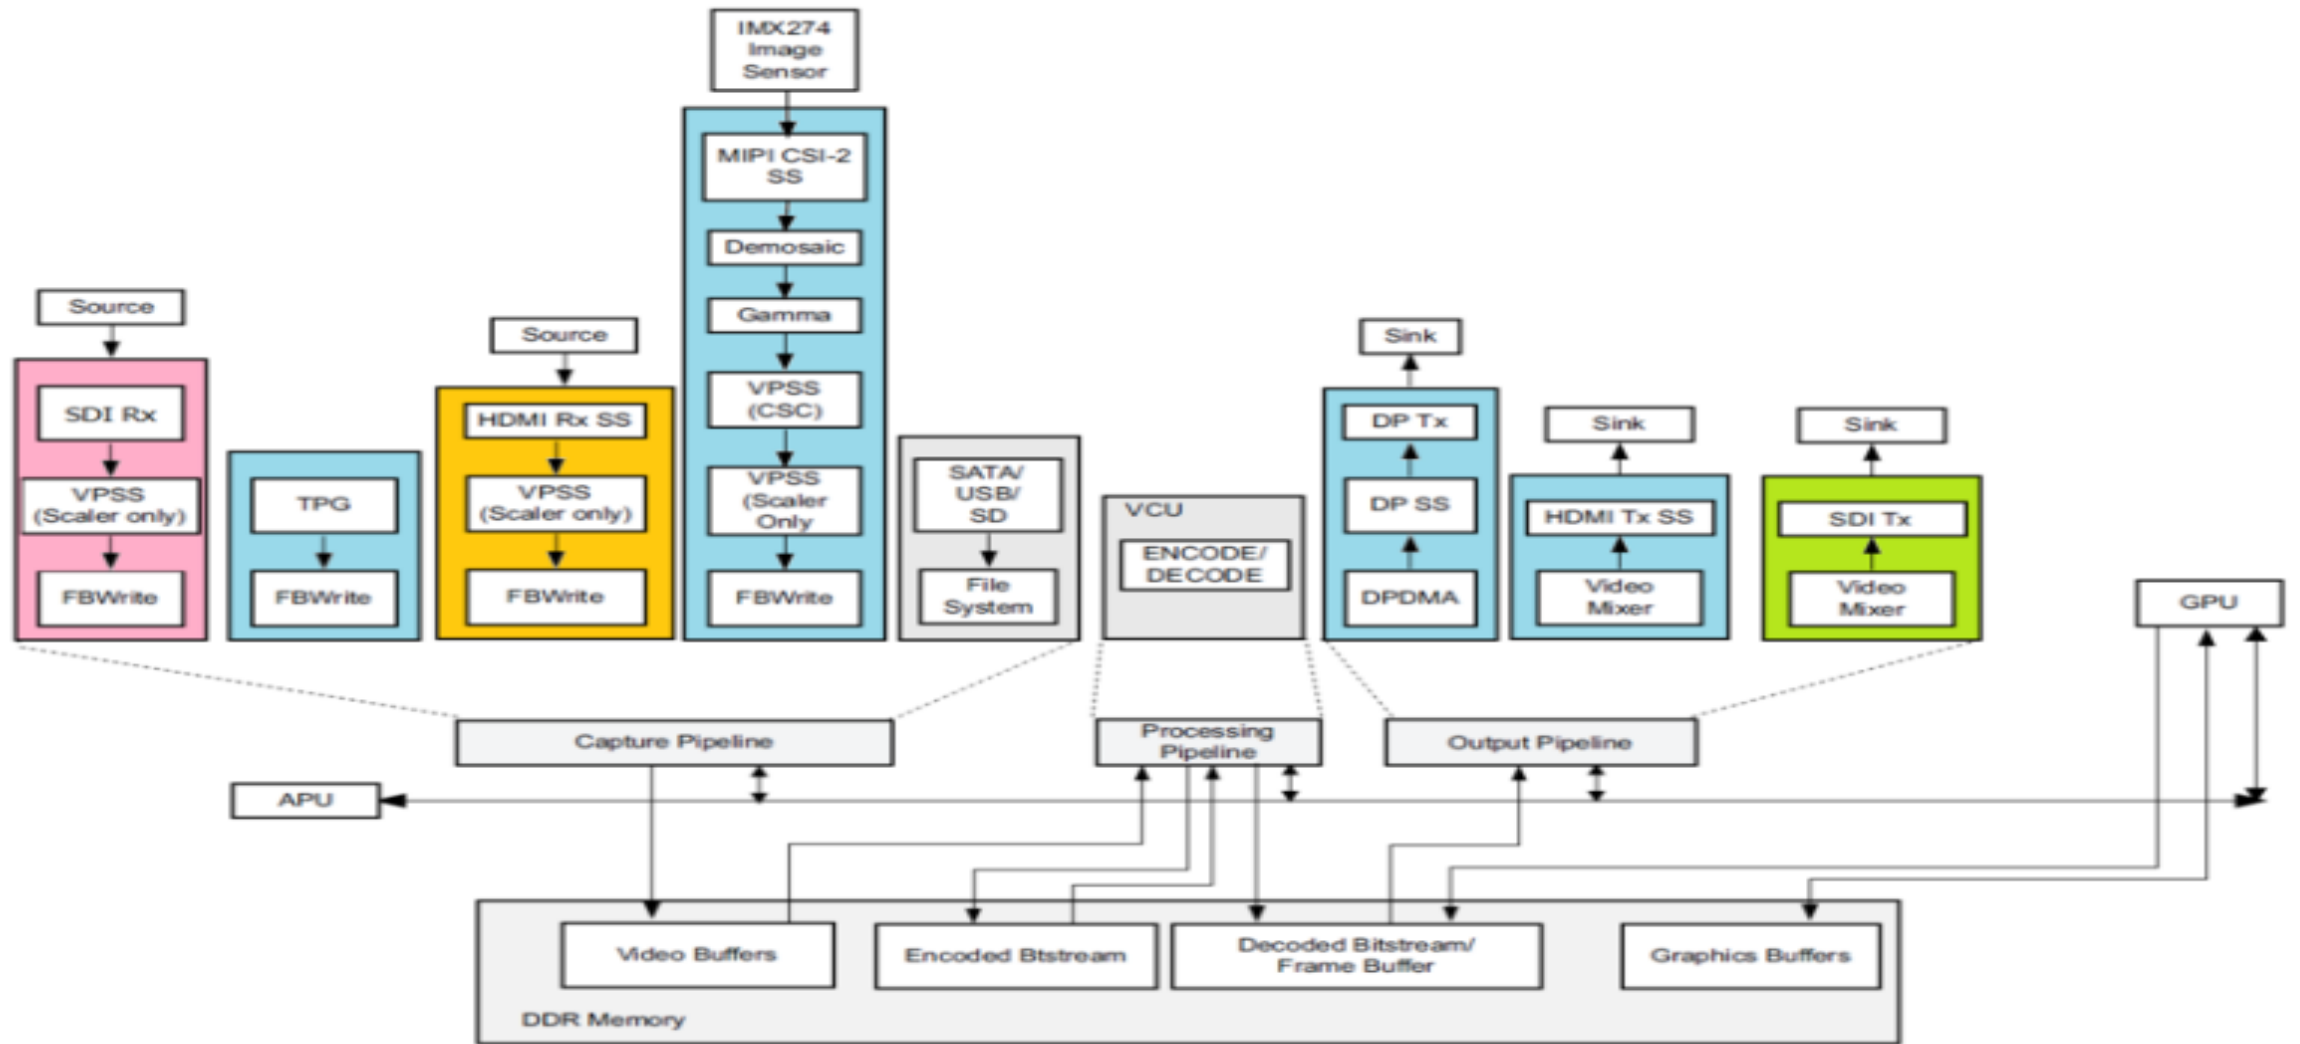 IMX274
Image
Sensor
MIPI CSI-2
SS
Demosaic
Gamma
VPSS
(CSC)
VPSS
(Scaler
Only
FBWrite
Source
SDI Rx
VPSS
(Scaler only)
FBWrite
TPG
FBWrite
Source
HDMI Rx SS
VPSS
(Scaler only)
FBWrite
SATA/
USB/
SD
File
System
VCU
ENCODE/
DECODE
Sink
DP Tx
DP SS
DPDMA
Sink
HDMI Tx SS
Video
Mixer
Sink
SDI Tx
Video
Mixer
GPU
Capture Pipeline
Processing
Pipeline
Output Pipeline
APU
Video Buffers
Encoded Btstream
Decoded Bitstream/
Frame Buffer
Graphics Buffers
DDR Memory